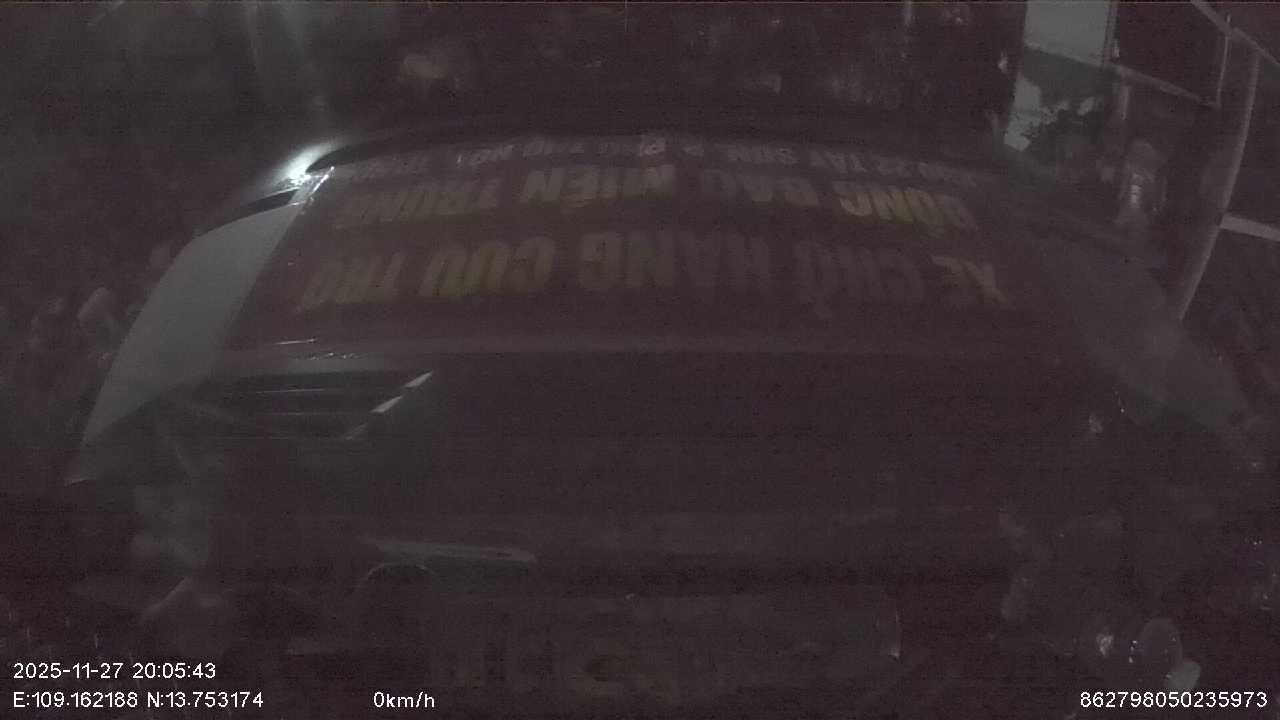 XE CHỞ HÀNG CỨU TRỢ
ĐỒNG BÀO MIỀN TRUNG
2025-11-27 20:05:43
E:109.162188 N:13.753174
0km/h
862798050235973